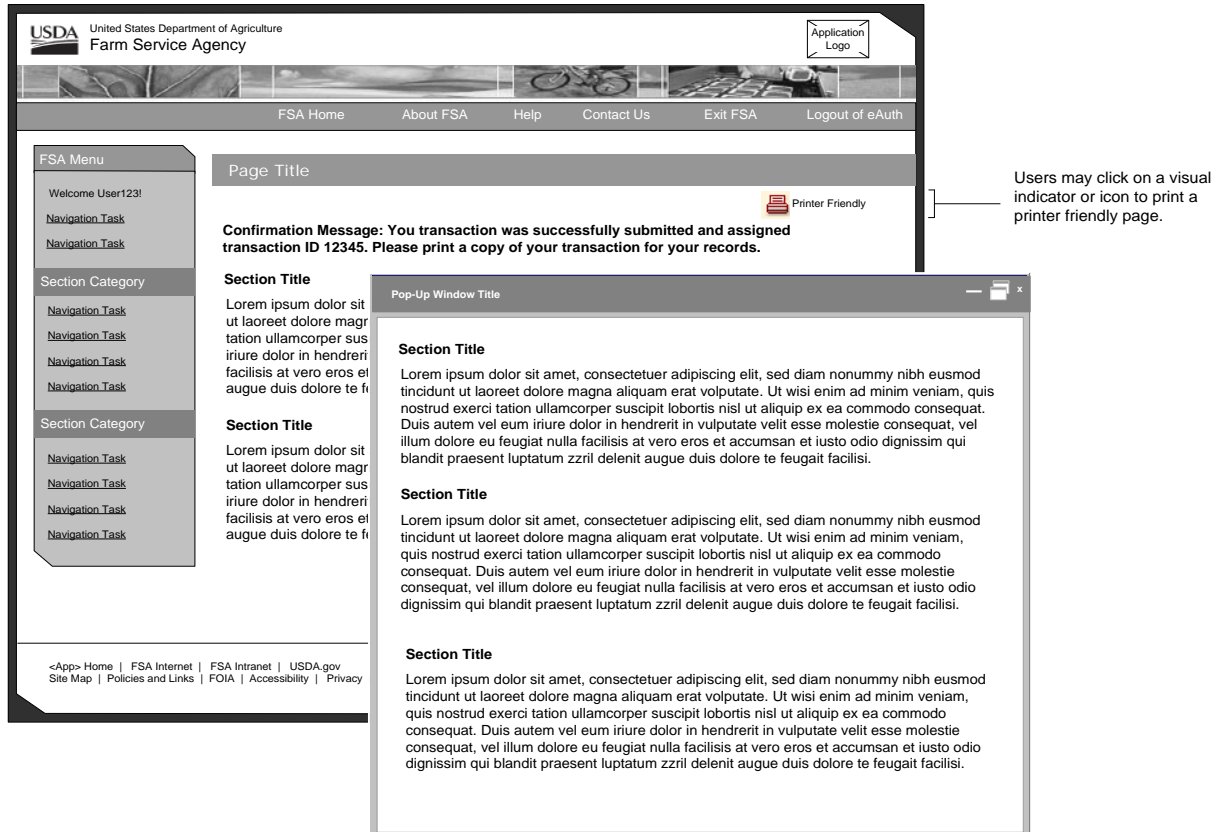 USDA
United States Department of Agriculture
Farm Service Agency
Application
Logo
FSA Home About FSA Help Contact Us Exit FSA Logout of eAuth
FSA Menu
Welcome User123!
Navigation Task
Navigation Task
Section Category
Navigation Task
Navigation Task
Navigation Task
Navigation Task
Section Category
Navigation Task
Navigation Task
Navigation Task
Navigation Task
Page Title
Printer Friendly
Confirmation Message: You transaction was successfully submitted and assigned
transaction ID 12345. Please print a copy of your transaction for your records.
Section Title
Lorem ipsum dolor sit
ut laoreet dolore magn
tation ullamcorper sus
iriure dolor in hendreri
facilisis at vero eros et
augue duis dolore te
Section Title
Lorem ipsum dolor sit
ut laoreet dolore magn
tation ullamcorper sus
iriure dolor in hendreri
facilisis at vero eros et
augue duis dolore te
<App> Home | FSA Internet | FSA Intranet | USDA.gov
Site Map | Policies and Links | FOIA | Accessibility | Privacy
Pop-Up Window Title
x
Section Title
Lorem ipsum dolor sit amet, consectetuer adipiscing elit, sed diam nonummy nibh eusmod
tincidunt ut laoreet dolore magna aliquam erat volputate. Ut wisi enim ad minim veniam, quis
nostrud exerci tation ullamcorper suscipit lobortis nisl ut aliquip ex ea commodo consequat.
Duis autem vel eum iriure dolor in hendrerit in vulputate velit esse molestie consequat, vel
illum dolore eu feugiat nulla facilisis at vero eros et accumsan et iusto odio dignissim qui
blandit praesent luptatum zzril delenit augue duis dolore te feugait facilisi.
Section Title
Lorem ipsum dolor sit amet, consectetuer adipiscing elit, sed diam nonummy nibh eusmod
tincidunt ut laoreet dolore magna aliquam erat volputate. Ut wisi enim ad minim veniam,
quis nostrud exerci tation ullamcorper suscipit lobortis nisl ut aliquip ex ea commodo
consequat. Duis autem vel eum iriure dolor in hendrerit in vulputate velit esse molestie
consequat, vel illum dolore eu feugiat nulla facilisis at vero eros et accumsan et iusto odio
dignissim qui blandit praesent luptatum zzril delenit augue duis dolore te feugait facilisi.
Section Title
Lorem ipsum dolor sit amet, consectetuer adipiscing elit, sed diam nonummy nibh eusmod
tincidunt ut laoreet dolore magna aliquam erat volputate. Ut wisi enim ad minim veniam,
quis nostrud exerci tation ullamcorper suscipit lobortis nisl ut aliquip ex ea commodo
consequat. Duis autem vel eum iriure dolor in hendrerit in vulputate velit esse molestie
consequat, vel illum dolore eu feugiat nulla facilisis at vero eros et accumsan et iusto odio
dignissim qui blandit praesent luptatum zzril delenit augue duis dolore te feugait facilisi.
Users may click on a visual
indicator or icon to print a
printer friendly page.